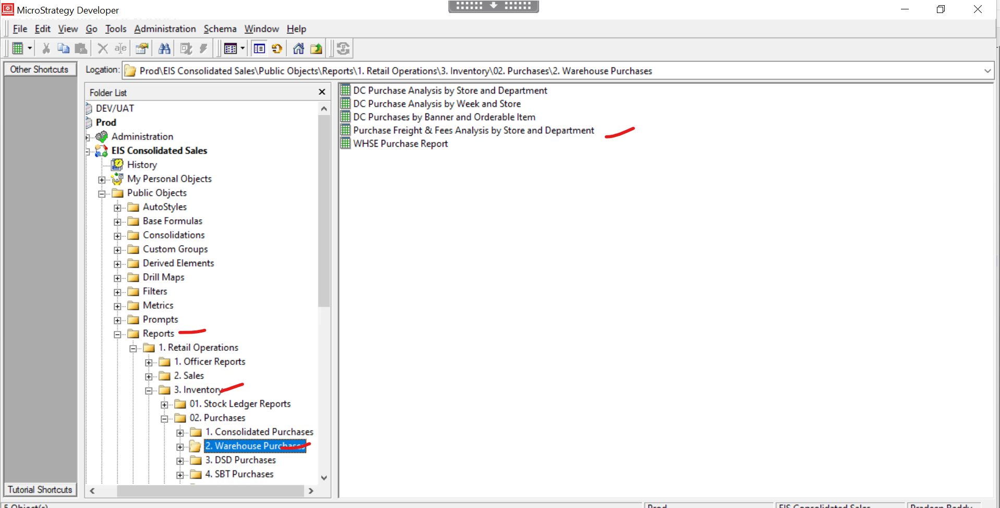 MicroStrategy Developer
File Edit View Go Tools Administration Schema Window Help
Other Shortcuts
Location: Prod\EIS Consolidated Sales\Public Objects\Reports\1. Retail Operations\3. Inventory\02. Purchases\2. Warehouse Purchases
Folder List
DEV/UAT
Prod
Administration
EIS Consolidated Sales
History
My Personal Objects
Public Objects
AutoStyles
Base Formulas
Consolidations
Custom Groups
Derived Elements
Drill Maps
Filters
Metrics
Prompts
Reports
1. Retail Operations
1. Officer Reports
2. Sales
3. Inventory
01. Stock Ledger Reports
02. Purchases
1. Consolidated Purchases
2. Warehouse Purchases
3. DSD Purchases
4. SBT Purchases
DC Purchase Analysis by Store and Department
DC Purchase Analysis by Week and Store
DC Purchases by Banner and Orderable Item
Purchase Freight & Fees Analysis by Store and Department
WHSE Purchase Report
Tutorial Shortcuts
5 Object(s) Prod EIS Consolidated Sales Pradeep Reddy